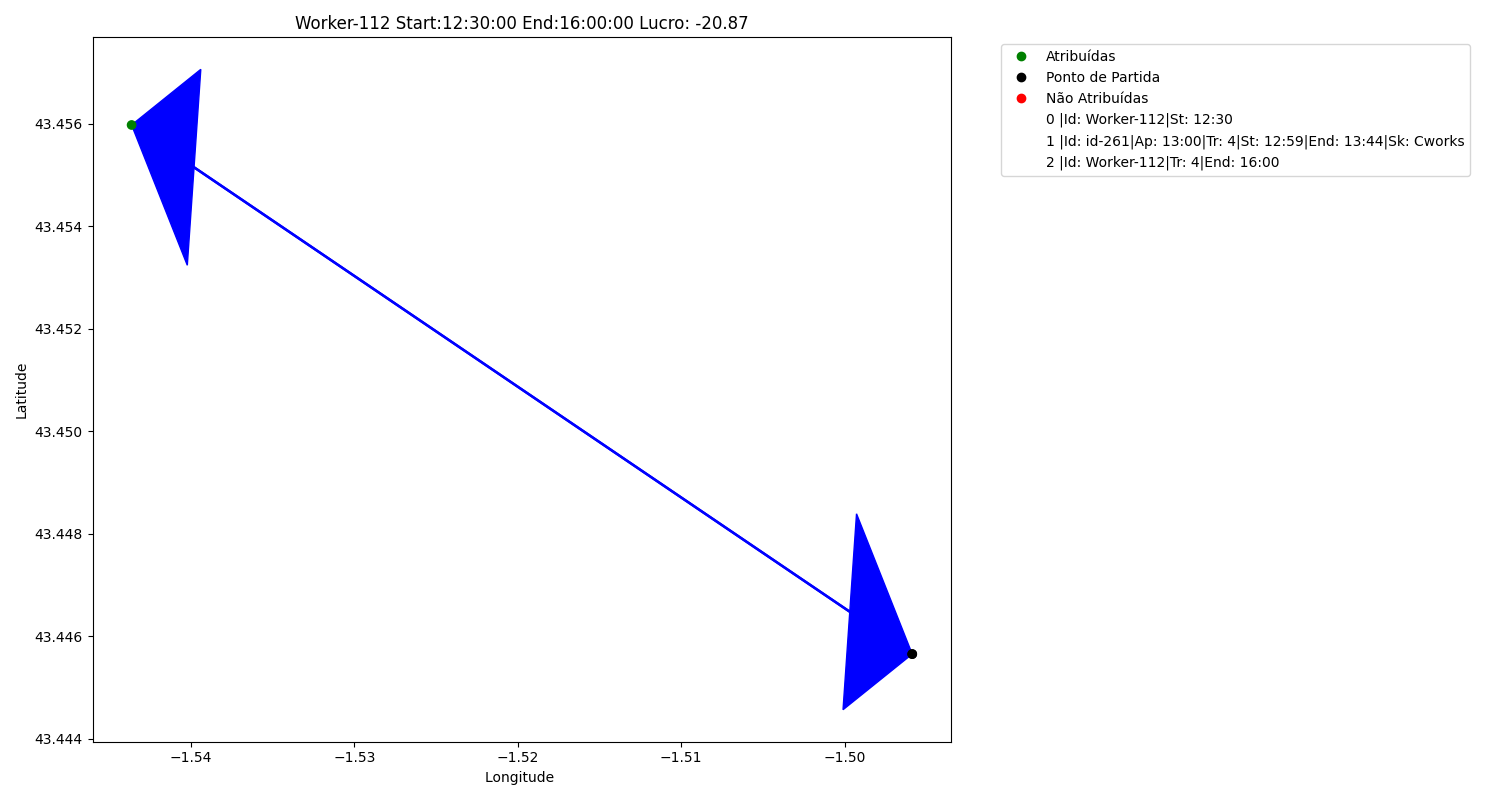 Worker-112 Start:12:30:00 End:16:00:00 Lucro: -20.87
Atribuídas
Ponto de Partida
Não Atribuídas
0 |Id: Worker-112|St: 12:30
1 |Id: id-261|Ap: 13:00|Tr: 4|St: 12:59|End: 13:44|Sk: Cworks
2 |Id: Worker-112|Tr: 4|End: 16:00
Latitude
43.456
43.454
43.452
43.450
43.448
43.446
43.444
−1.54
−1.53
−1.52
−1.51
−1.50
Longitude